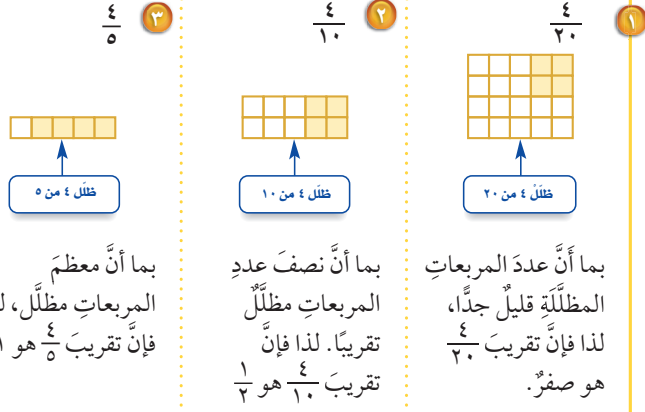 ١
٤/٢٠
ظلّلْ ٤ من ٢٠
بما أَنَّ عددَ المربعاتِ
المظلَّلَةِ قليلٌ جدًّا،
لذا فإنَّ تقريبَ ٤/٢٠
هو صفرٌ.
٢
٤/١٠
ظلّل ٤ من ١٠
بما أنَّ نصفَ عددِ
المربعاتِ مظلَّلٌ
تقريبًا. لذا فإنَّ
تقريبَ ٤/١٠ هو ١/٢
٣
٤/٥
ظلّل ٤ من ٥
بما أنَّ معظمَ
المربعاتِ مظلَّل،
فإنَّ تقريبَ ٤/٥ هو ١